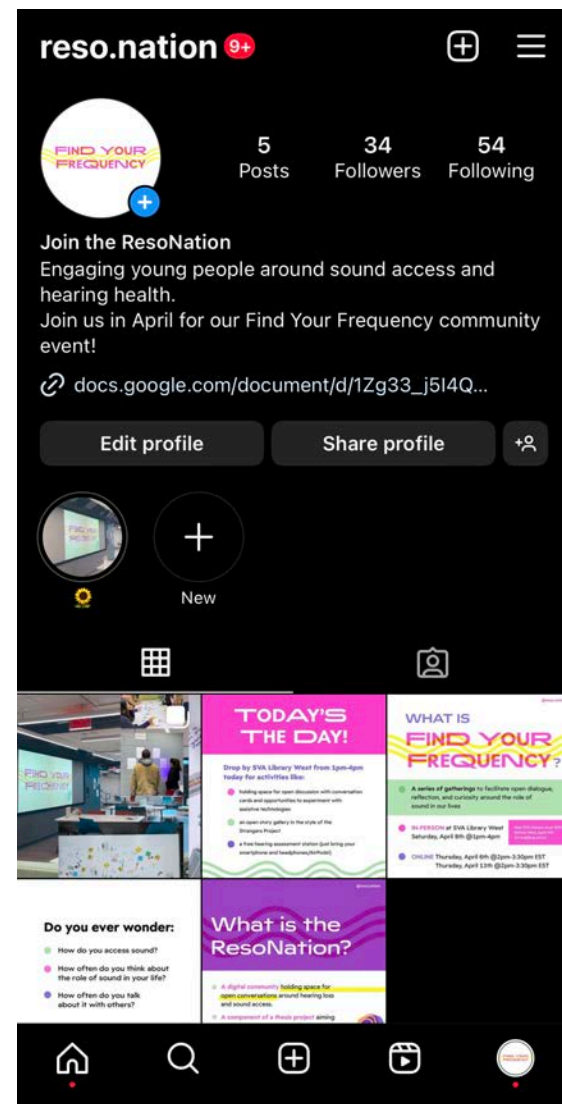 reso.nation 9+
FIND YOUR
FREQUENCY
5
Posts
34
Followers
54
Following
Join the ResoNation
Engaging young people around sound access and
hearing health.
Join us in April for our Find Your Frequency community
event!
docs.google.com/document/d/1Zg33_j5I4Q...
Edit profile
Share profile
New
FIND YOUR
FREQUENCY
TODAY'S
THE DAY!
Drop by SVA Library West from 1pm-4pm
today for activities like:
holding space for open discussion with conversation
cards and opportunities to experiment with
assistive technologies
an open story gallery in the style of the
Strangers Project
a free hearing assessment station (just bring your
smartphone and headphones/AirPods!)
WHAT IS
FIND YOUR
FREQUENCY?
A series of gatherings to facilitate open dialogue,
reflection, and curiosity around the role of
sound in our lives
IN-PERSON at SVA Library West
Saturday, April 8th @1pm-4pm
ONLINE Thursday, April 6th @2pm-3:30pm EST
Thursday, April 13th @2pm-3:30pm EST
Do you ever wonder:
How do you access sound?
How often do you think about
the role of sound in your life?
How often do you talk
about it with others?
What is the
ResoNation?
A digital community holding space for
open conversations around hearing loss
and sound access.
A component of a thesis project aiming